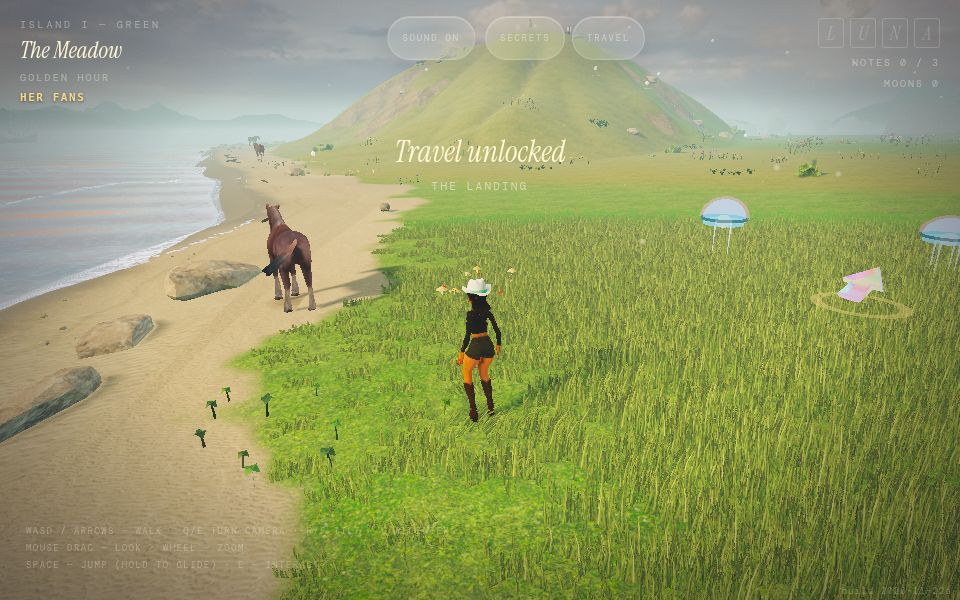 ISLAND I — GREEN
The Meadow
GOLDEN HOUR
HER FANS
SOUND ON
SECRETS
TRAVEL
L U N A
NOTES 0 / 3
MOONS 0
Travel unlocked
THE LANDING
WASD / ARROWS — WALK · Q/E TURN CAMERA
MOUSE DRAG — LOOK · WHEEL — ZOOM
SPACE — JUMP (HOLD TO GLIDE) · E — INTERACT
build